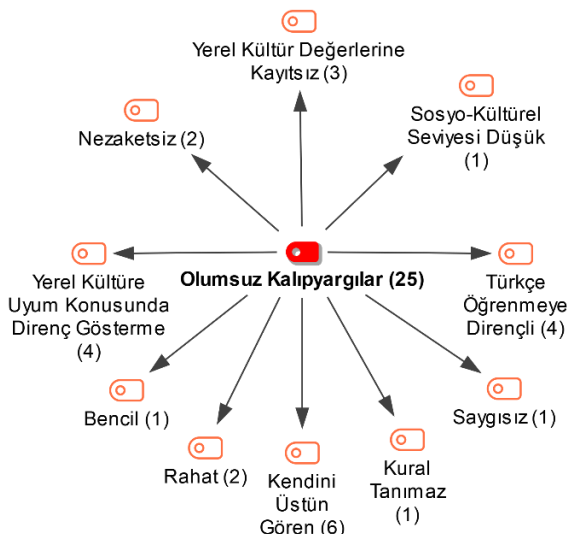 Yerel Kültür Değerlerine
Kayıtsız (3)
Sosyo-Kültürel
Seviyesi Düşük
(1)
Nezaketsiz (2)
Olumsuz Kalıpyargılar (25)
Yerel Kültüre
Uyum Konusunda
Direnç Gösterme
(4)
Türkçe
Öğrenmeye
Dirençli (4)
Bencil (1)
Saygısız (1)
Rahat (2)
Kendini
Üstün
Gören (6)
Kural
Tanımaz
(1)